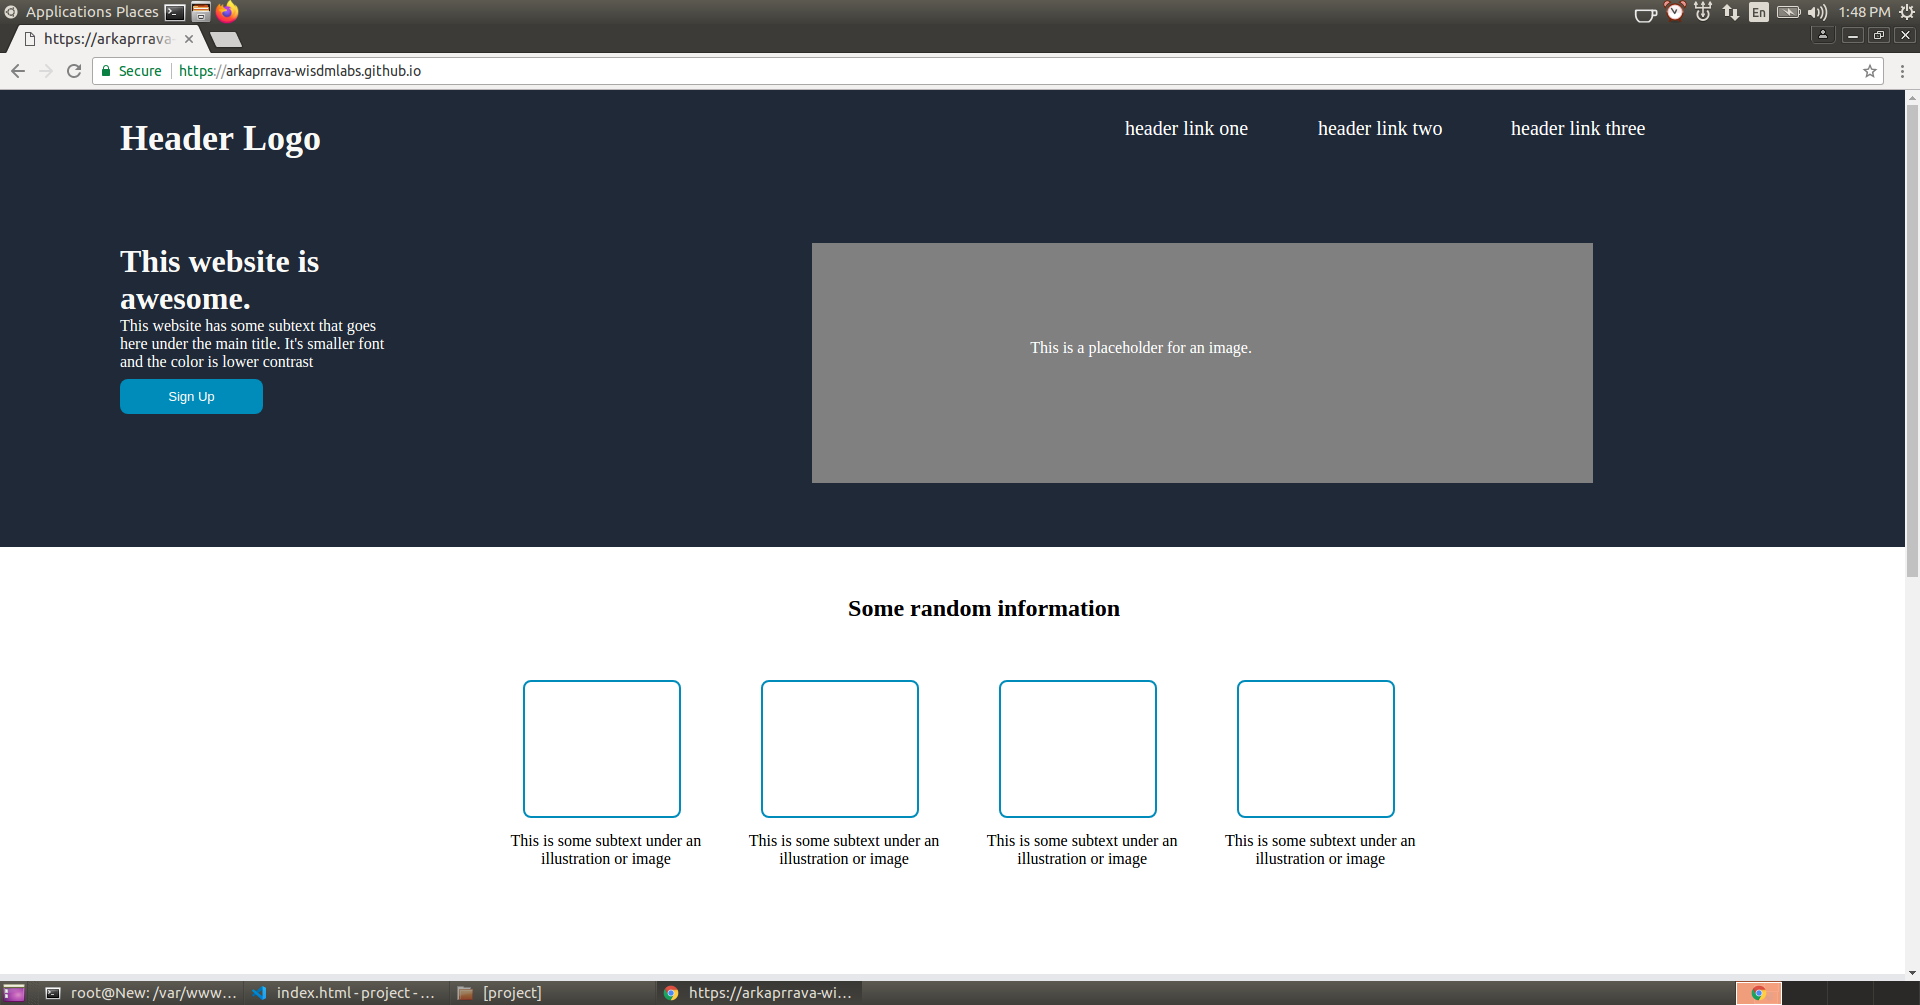 Applications Places
En
1:48 PM
https://arkaprrava-
Secure
https://arkaprrava-wisdmlabs.github.io
Header Logo
header link one
header link two
header link three
This website is
awesome.
This website has some subtext that goes
here under the main title. It's smaller font
and the color is lower contrast
Sign Up
This is a placeholder for an image.
Some random information
This is some subtext under an
illustration or image
This is some subtext under an
illustration or image
This is some subtext under an
illustration or image
This is some subtext under an
illustration or image
root@New: /var/www...
index.html - project - ...
[project]
https://arkaprrava-wi...